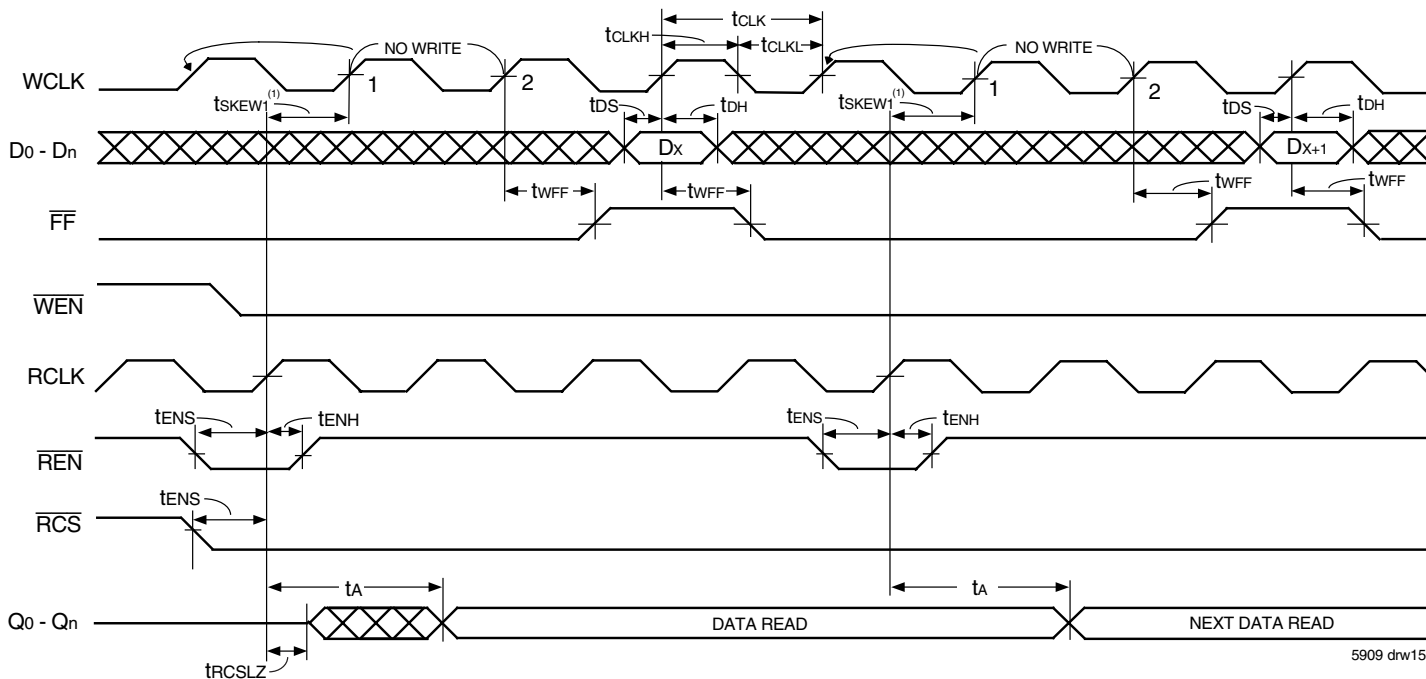 tCLK
tCLKH
tCLKL
NO WRITE
NO WRITE
WCLK
1
2
1
2
tSKEW1(1)
tDS
tDH
tSKEW1(1)
tDS
tDH
D0 - Dn
DX
DX+1
tWFF
tWFF
tWFF
tWFF
FF
WEN
RCLK
tENS
tENH
tENS
tENH
REN
tENS
RCS
tA
tA
Q0 - Qn
DATA READ
NEXT DATA READ
tRCSLZ
5909 drw15